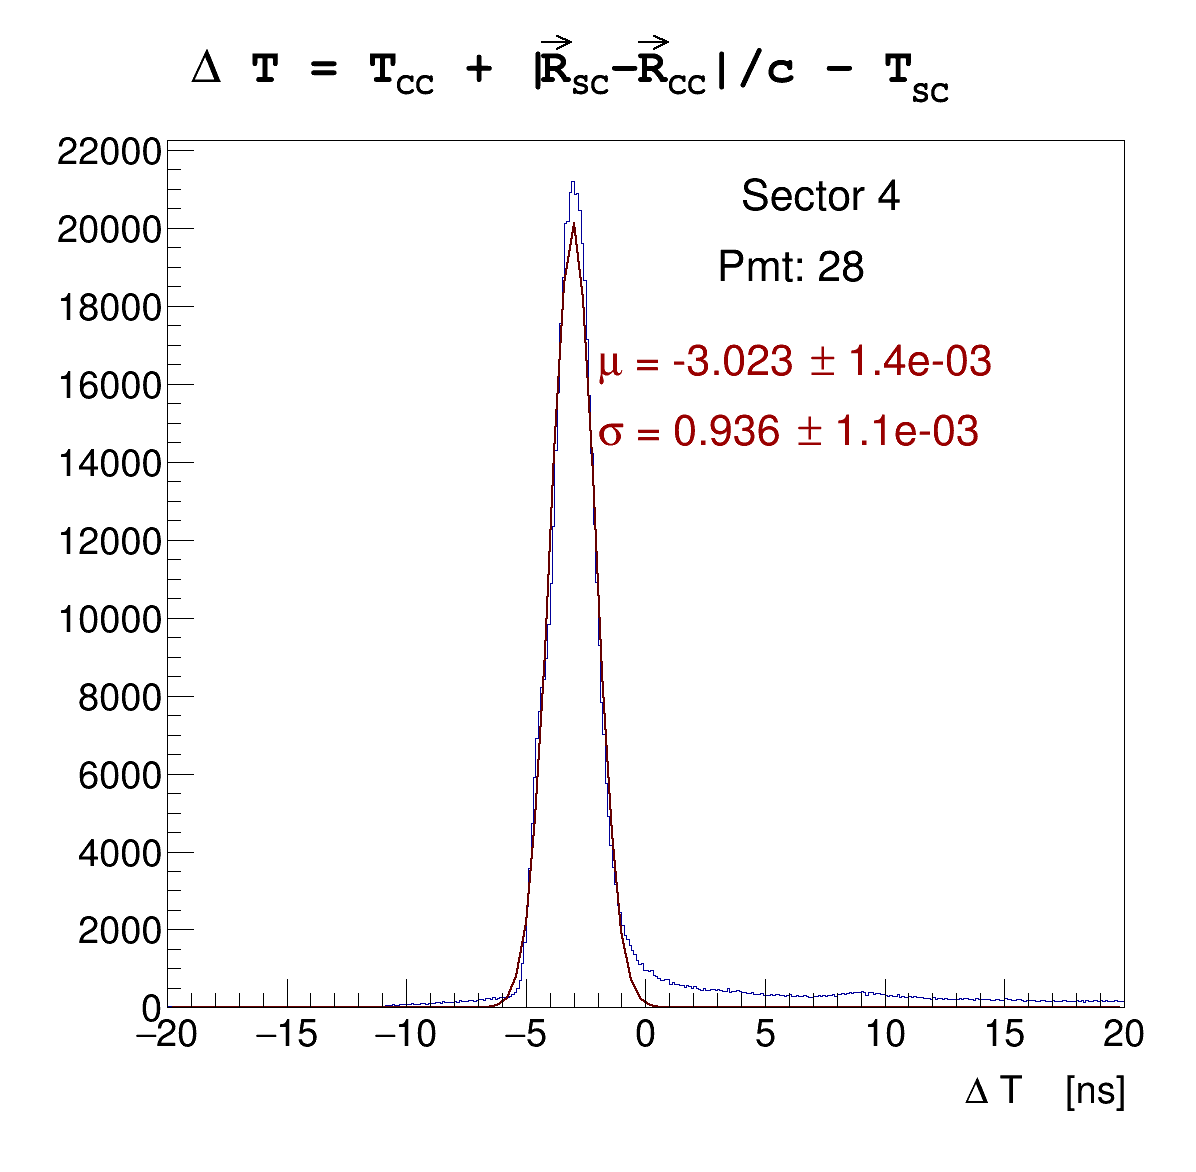 Δ T = T_CC + |R⃗_SC−R⃗_CC|/c − T_SC
22000
Sector 4
20000
Pmt: 28
18000
μ = -3.023 ± 1.4e-03
16000
σ = 0.936 ± 1.1e-03
14000
12000
10000
8000
6000
4000
2000
0
−20 −15 −10 −5 0 5 10 15 20
Δ T [ns]